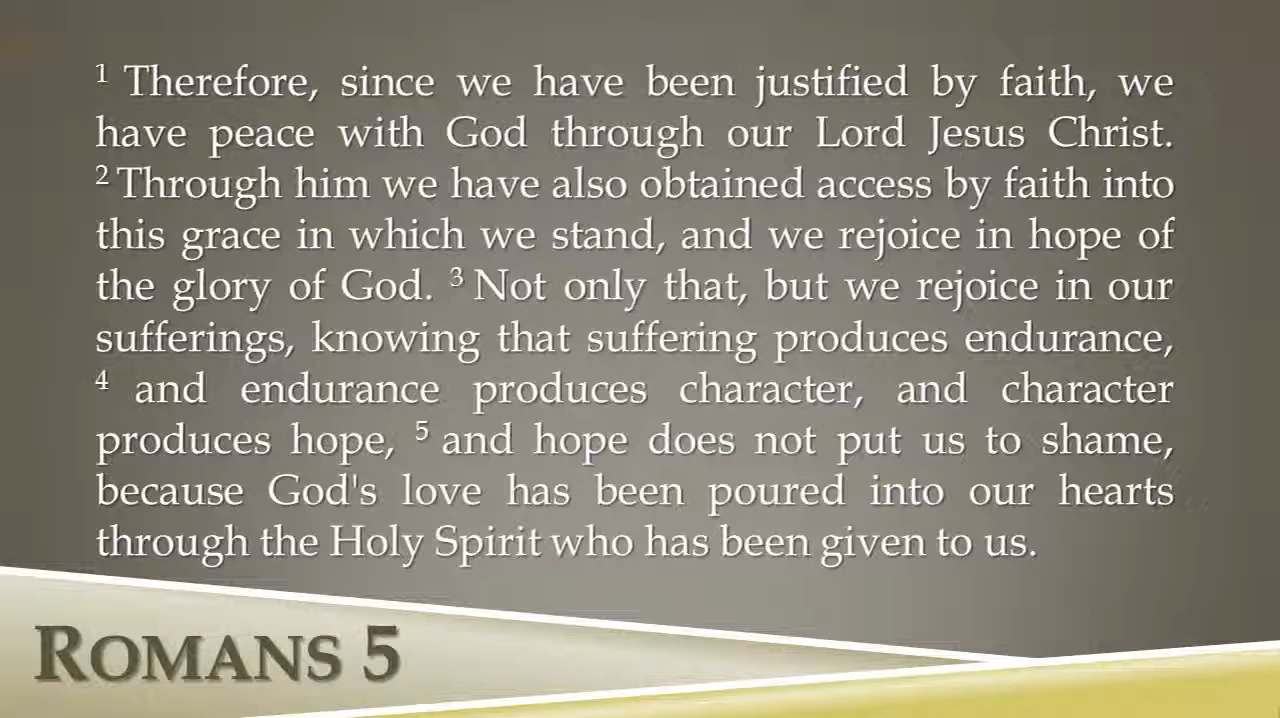 1 Therefore, since we have been justified by faith, we
have peace with God through our Lord Jesus Christ.
2 Through him we have also obtained access by faith into
this grace in which we stand, and we rejoice in hope of
the glory of God. 3 Not only that, but we rejoice in our
sufferings, knowing that suffering produces endurance,
4 and endurance produces character, and character
produces hope, 5 and hope does not put us to shame,
because God's love has been poured into our hearts
through the Holy Spirit who has been given to us.
ROMANS 5